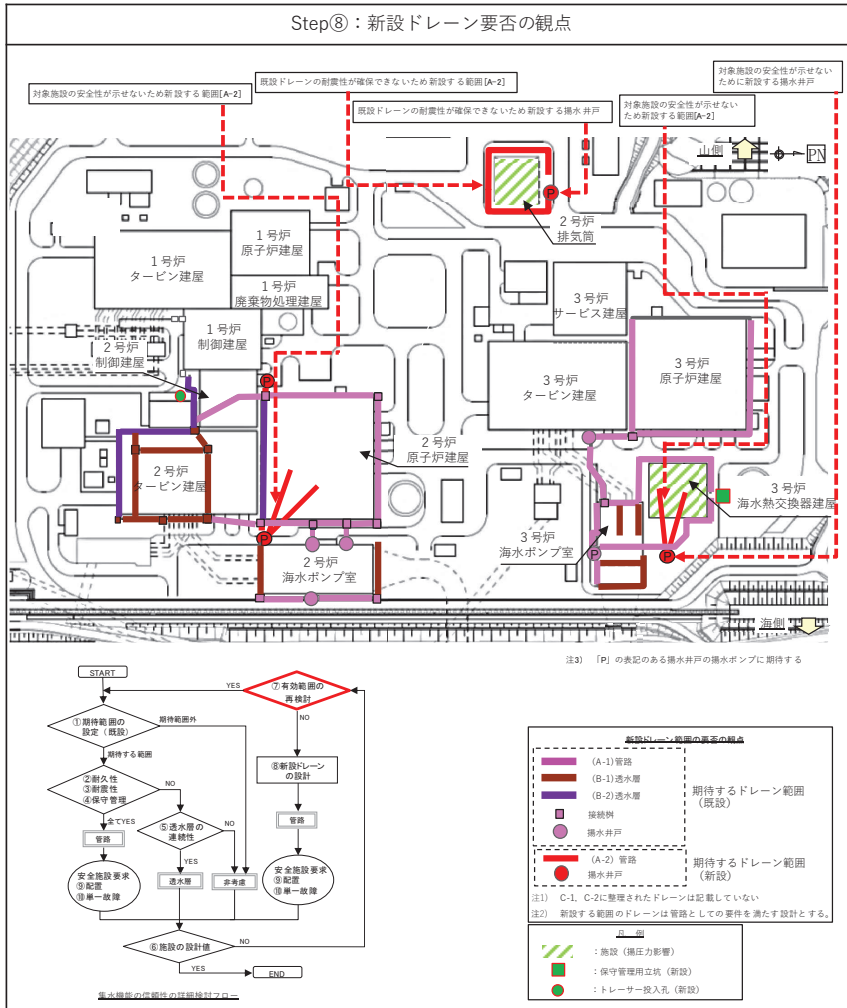 Step⑧：新設ドレーン要否の観点
対象施設の安全性が示せないため新設する範囲[A-2]
既設ドレーンの耐震性が確保できないため新設する範囲[A-2]
既設ドレーンの耐震性が確保できないため新設する揚水井戸
対象施設の安全性が示せない
ため新設する範囲[A-2]
対象施設の安全性が示せない
ために新設する揚水井戸
山側
PN
P
2号炉
排気筒
1号炉
原子炉建屋
1号炉
タービン建屋
1号炉
廃棄物処理建屋
1号炉
制御建屋
2号炉
制御建屋
3号炉
サービス建屋
3号炉
原子炉建屋
3号炉
タービン建屋
P
2号炉
原子炉建屋
2号炉
タービン建屋
3号炉
海水熱交換器建屋
3号炉
海水ポンプ室
P
2号炉
海水ポンプ室
P
P
海側
注3） 「P」の表記のある揚水井戸の揚水ポンプに期待する
START
YES
⑦有効範囲の
再検討
NO
①期待範囲の
設定（既設）
期待範囲外
期待する範囲
⑧新設ドレーン
の設計
②耐久性
③耐震性
④保守管理
NO
全てYES
管路
⑤透水層の
連続性
NO
YES
管路
安全施設要求
⑨配置
⑩単一故障
透水層
非考慮
安全施設要求
⑨配置
⑩単一故障
⑥施設の設計値
NO
YES
END
集水機能の信頼性の詳細検討フロー
新設ドレーン範囲の要否の観点
(A-1)管路
(B-1)透水層
(B-2)透水層
接続桝
揚水井戸
期待するドレーン範囲
（既設）
(A-2) 管路
揚水井戸
期待するドレーン範囲
（新設）
注1） C-1, C-2に整理されたドレーンは記載していない
注2） 新設する範囲のドレーンは管路としての要件を満たす設計とする。
凡 例
：施設（揚圧力影響）
：保守管理用立坑（新設）
：トレーサー投入孔（新設）